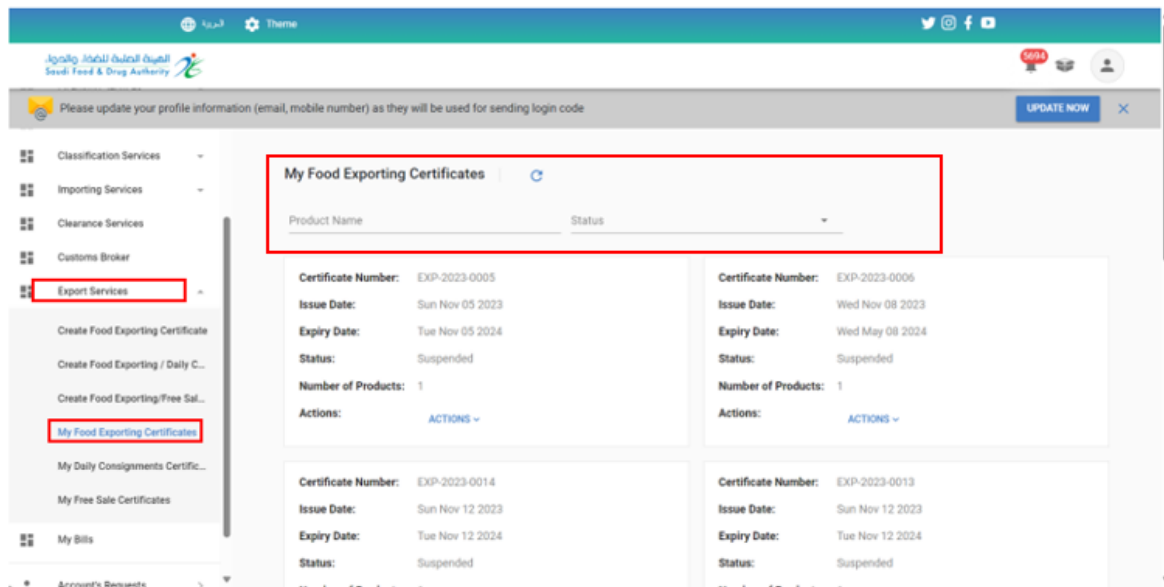 العربية Theme
الهيئة العامة للغذاء والدواء
Saudi Food & Drug Authority
5694
Please update your profile information (email, mobile number) as they will be used for sending login code
UPDATE NOW
Classification Services
Importing Services
Clearance Services
Customs Broker
Export Services
Create Food Exporting Certificate
Create Food Exporting / Daily C...
Create Food Exporting/Free Sal...
My Food Exporting Certificates
My Daily Consignments Certific...
My Free Sale Certificates
My Bills
Account's Requests
My Food Exporting Certificates
Product Name Status
Certificate Number: EXP-2023-0005
Issue Date: Sun Nov 05 2023
Expiry Date: Tue Nov 05 2024
Status: Suspended
Number of Products: 1
Actions: ACTIONS
Certificate Number: EXP-2023-0006
Issue Date: Wed Nov 08 2023
Expiry Date: Wed May 08 2024
Status: Suspended
Number of Products: 1
Actions: ACTIONS
Certificate Number: EXP-2023-0014
Issue Date: Sun Nov 12 2023
Expiry Date: Tue Nov 12 2024
Status: Suspended
Certificate Number: EXP-2023-0013
Issue Date: Sun Nov 12 2023
Expiry Date: Tue Nov 12 2024
Status: Suspended